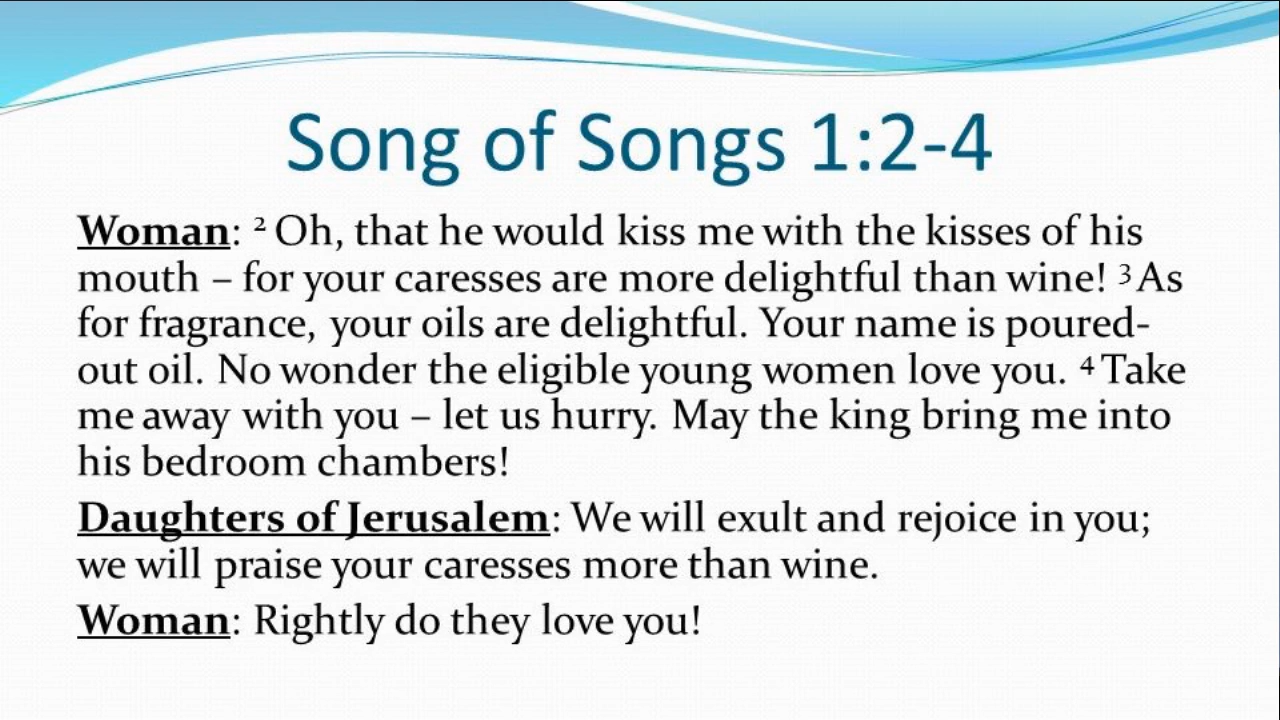 Song of Songs 1:2-4
Woman: ² Oh, that he would kiss me with the kisses of his
mouth – for your caresses are more delightful than wine! ³ As
for fragrance, your oils are delightful. Your name is poured-
out oil. No wonder the eligible young women love you. ⁴ Take
me away with you – let us hurry. May the king bring me into
his bedroom chambers!
Daughters of Jerusalem: We will exult and rejoice in you;
we will praise your caresses more than wine.
Woman: Rightly do they love you!